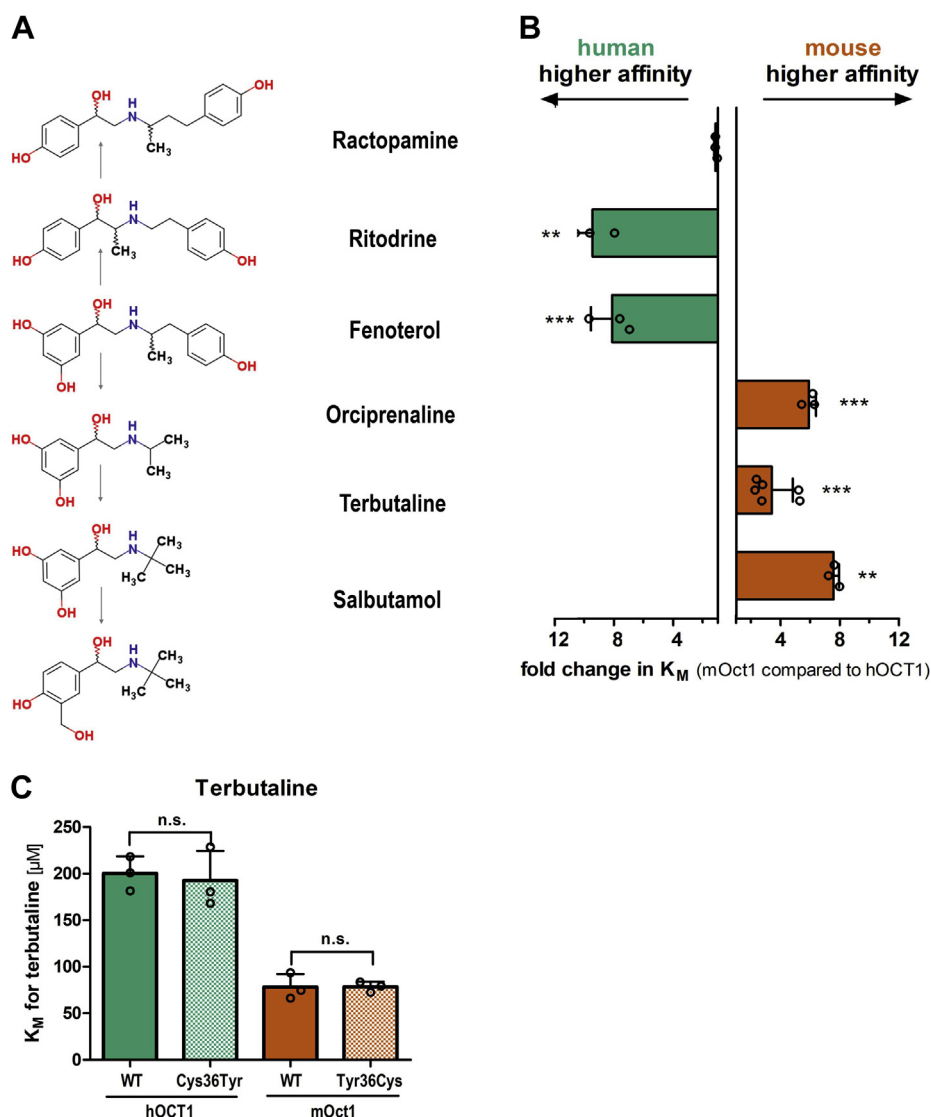 A
OH
H
N
OH
HO
CH3
Ractopamine
OH
H
N
HO
CH3
OH
Ritodrine
OH
H
N
HO
CH3
OH
OH
Fenoterol
OH
H
N
CH3
HO
CH3
OH
Orciprenaline
OH
H
N
CH3
HO
CH3
H3C
OH
Terbutaline
OH
H
N
CH3
CH3
H3C
HO
OH
Salbutamol
B
human
higher affinity
mouse
higher affinity
**
***
***
***
**
12 8 4 4 8 12
fold change in KM (mOct1 compared to hOCT1)
C
Terbutaline
KM for terbutaline [µM]
250
200
150
100
50
0
n.s.
n.s.
WT Cys36Tyr WT Tyr36Cys
hOCT1 mOct1